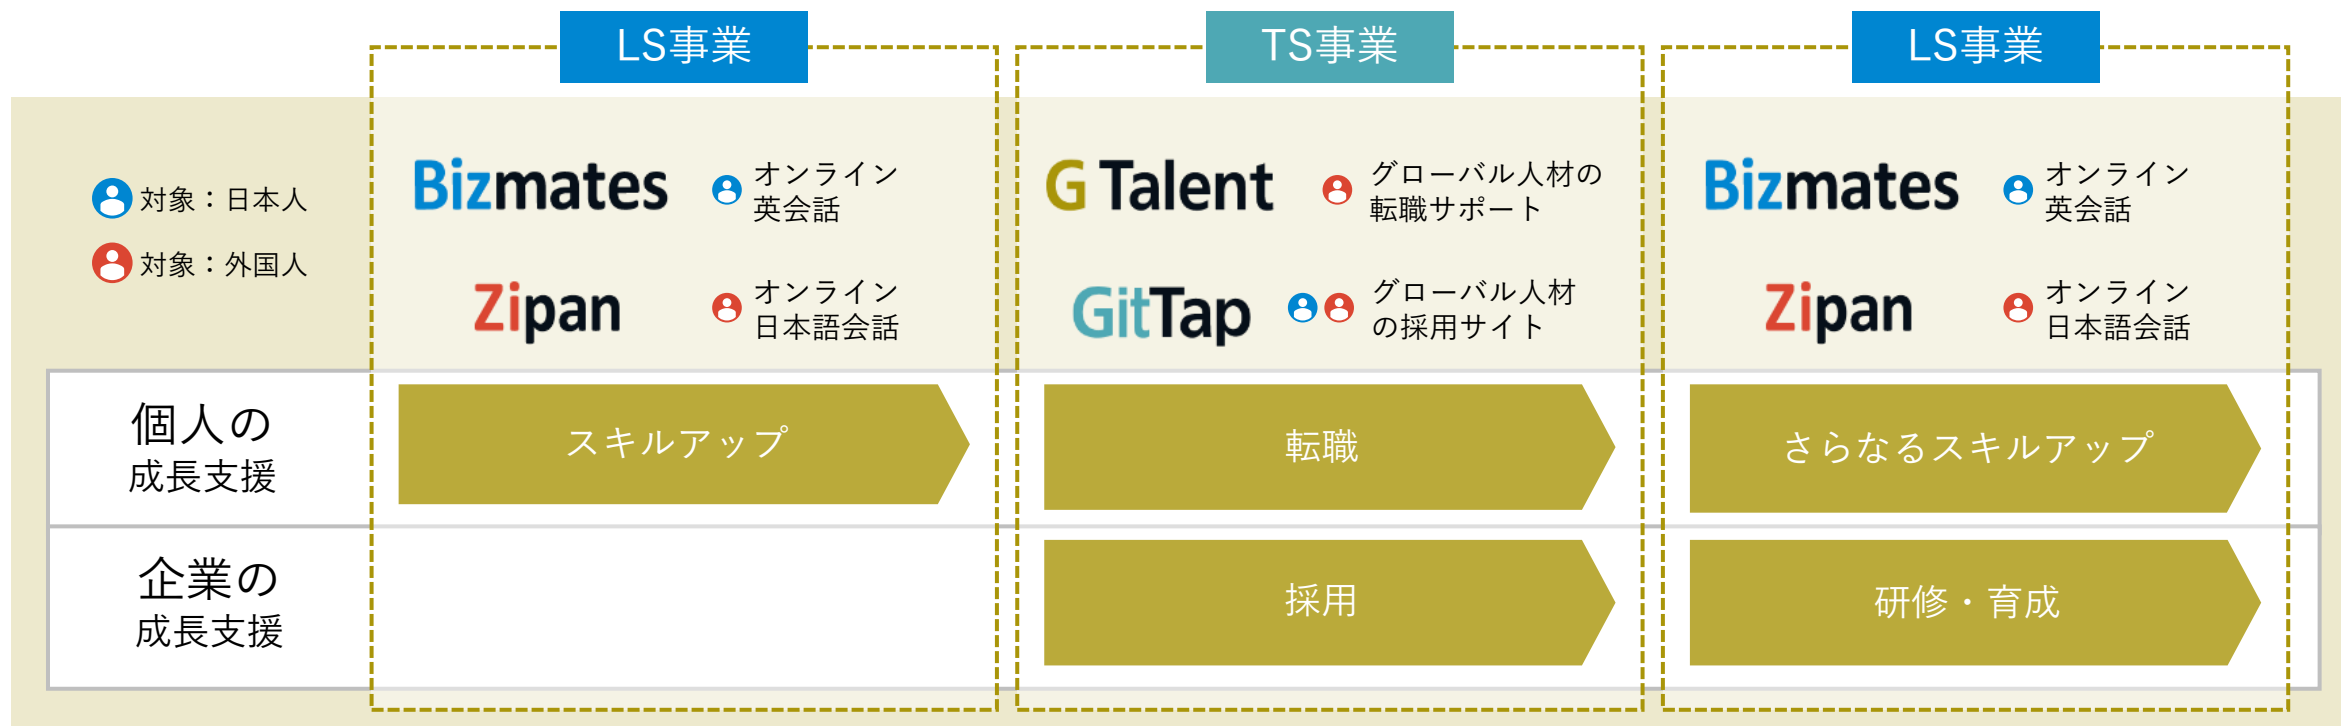 LS事業
TS事業
LS事業
対象：日本人
対象：外国人
Bizmates
オンライン
英会話
Zipan
オンライン
日本語会話
G Talent
グローバル人材の
転職サポート
GitTap
グローバル人材
の採用サイト
Bizmates
オンライン
英会話
Zipan
オンライン
日本語会話
個人の
成長支援
スキルアップ
転職
さらなるスキルアップ
企業の
成長支援
採用
研修・育成